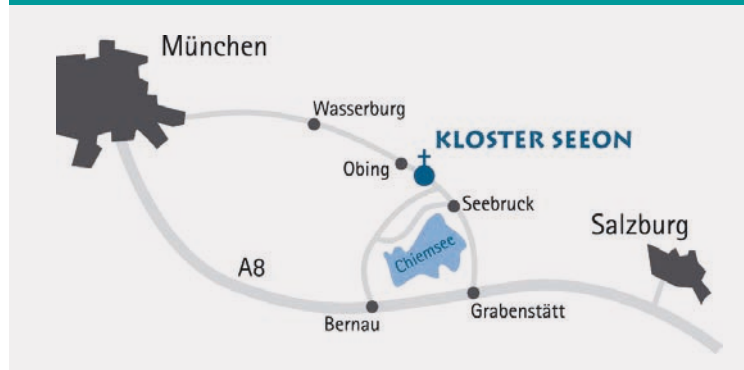 München
Wasserburg
KLOSTER SEEON
Obing
Seebruck
Salzburg
Chiemsee
A8
Grabenstätt
Bernau